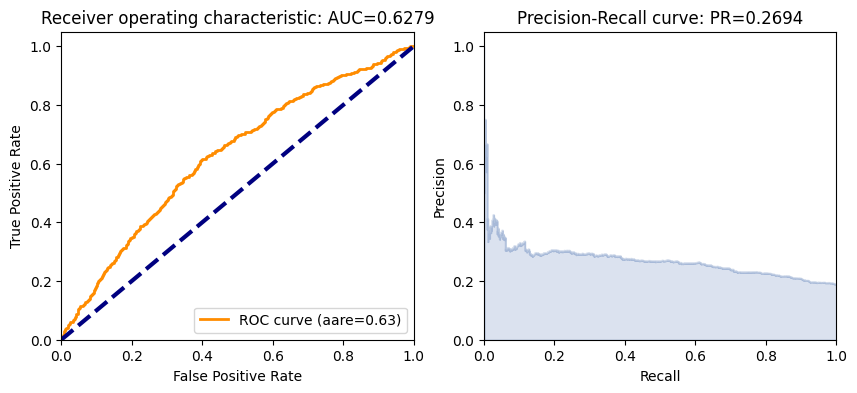 Receiver operating characteristic: AUC=0.6279
True Positive Rate
1.0
0.8
0.6
0.4
0.2
0.0
ROC curve (aare=0.63)
0.0 0.2 0.4 0.6 0.8 1.0
False Positive Rate
Precision-Recall curve: PR=0.2694
Precision
1.0
0.8
0.6
0.4
0.2
0.0
0.0 0.2 0.4 0.6 0.8 1.0
Recall